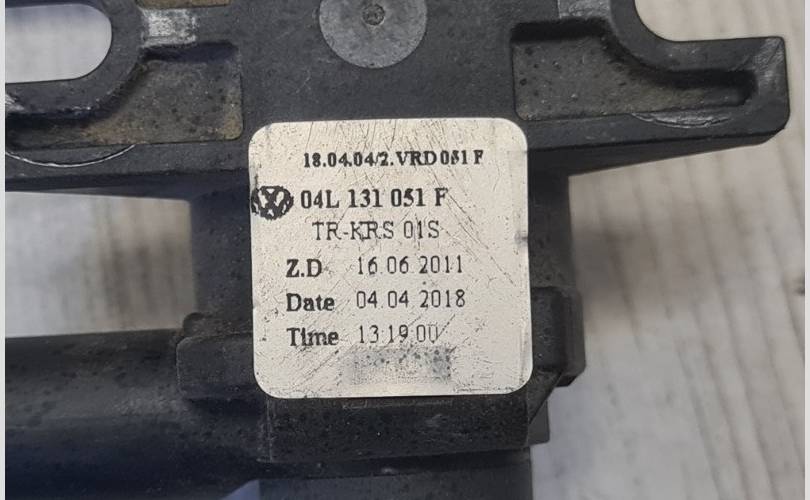 18.04.04/2.VRD 051 F
04L 131 051 F
TR-KRS 01S
Z.D 16 06 2011
Date 04 04 2018
Time 13 19 00